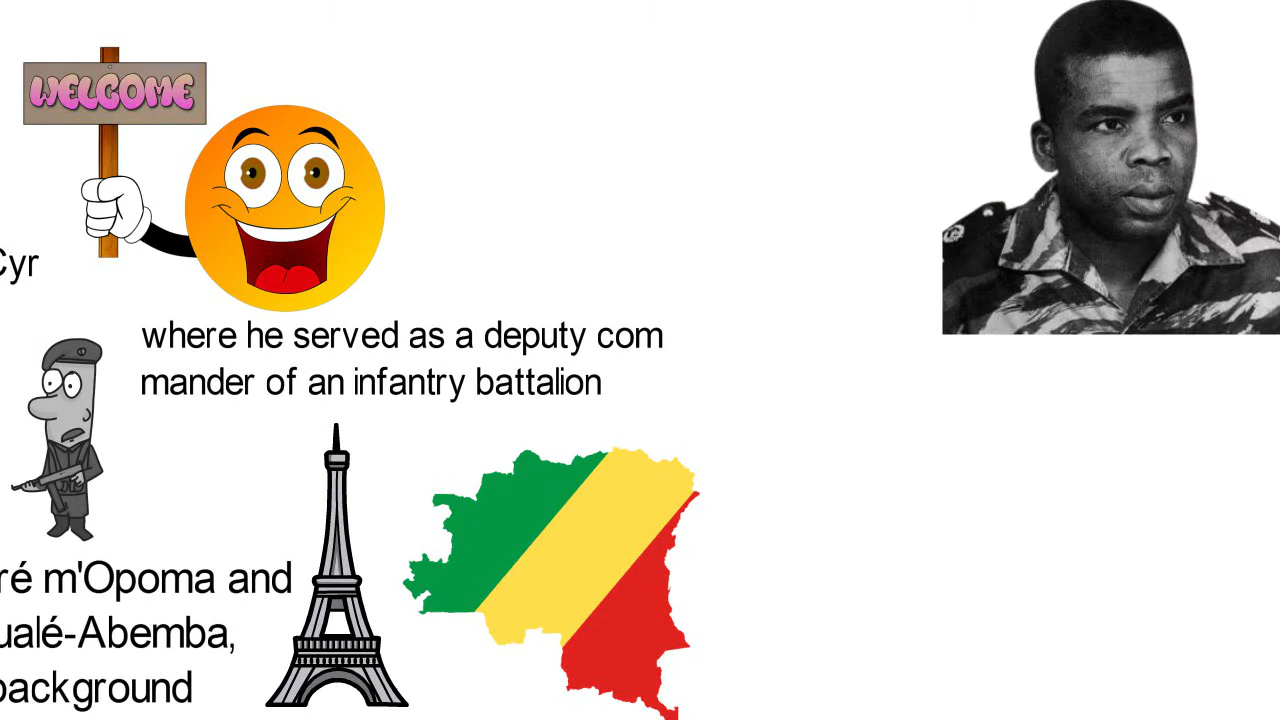 WELCOME
Cyr
where he served as a deputy com
mander of an infantry battalion
ré m'Opoma and
ualé-Abemba,
background